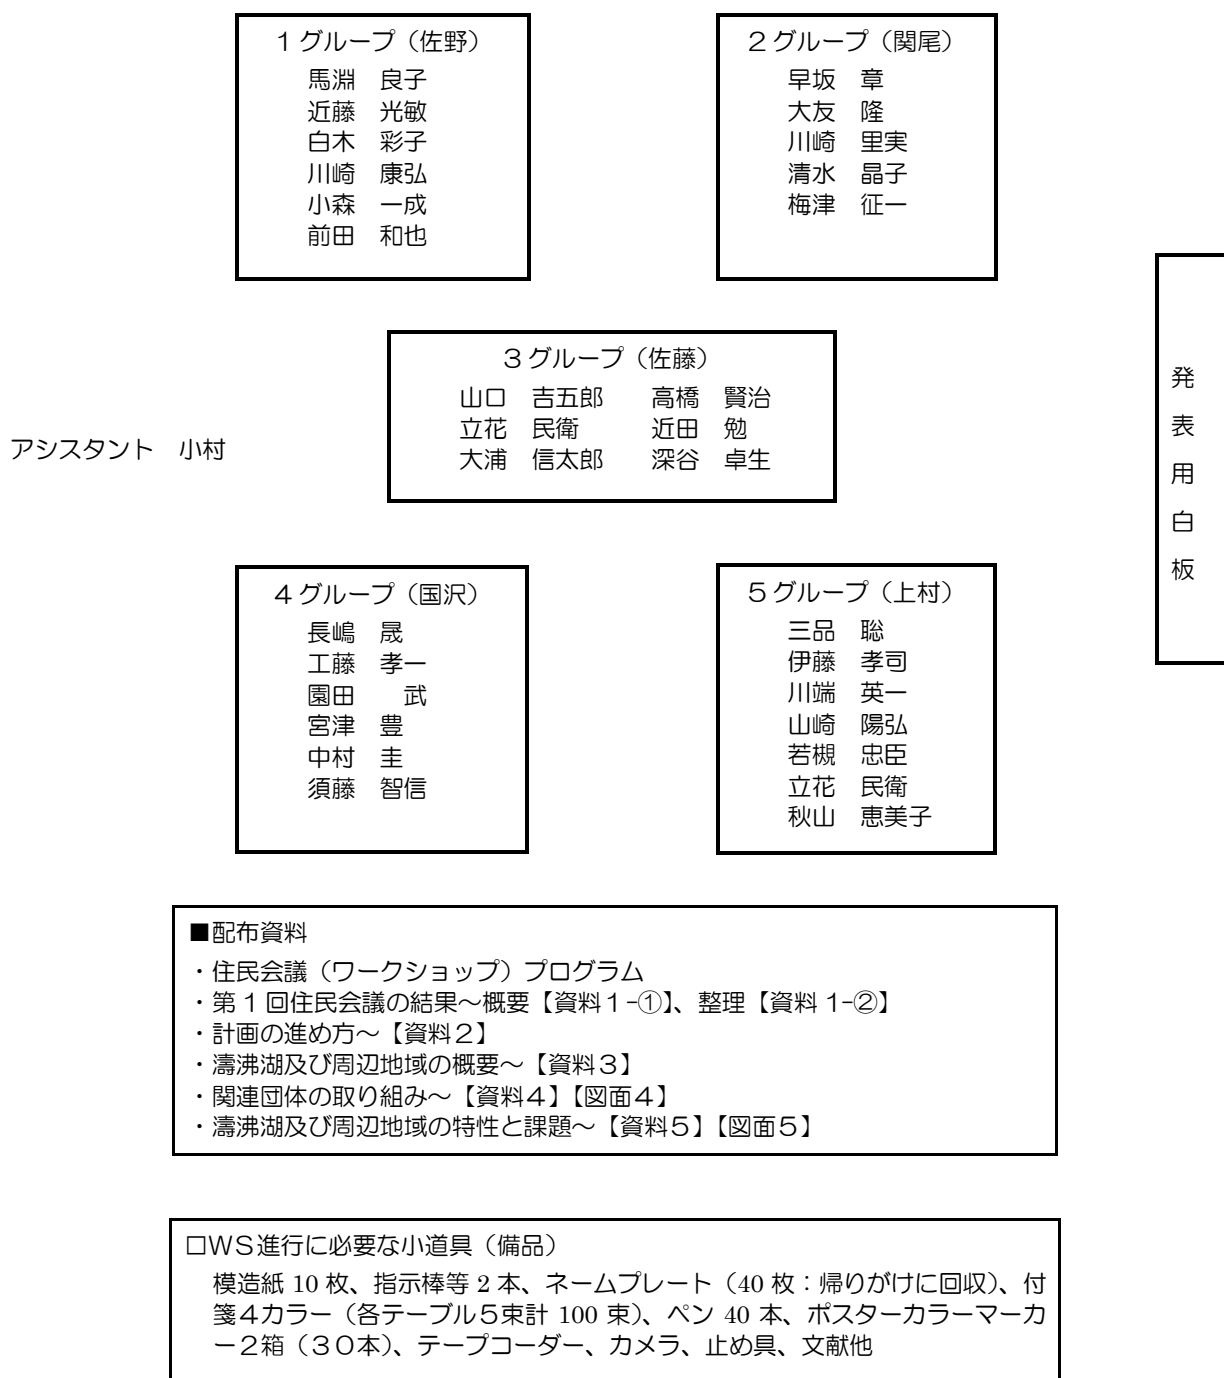 １グループ（佐野）
馬淵　良子
近藤　光敏
白木　彩子
川崎　康弘
小森　一成
前田　和也
２グループ（関尾）
早坂　章
大友　隆
川崎　里実
清水　晶子
梅津　征一
３グループ（佐藤）
山口　吉五郎　　高橋　賢治
立花　民衛　　　近田　勉
大浦　信太郎　　深谷　卓生
アシスタント　小村
発表用白板
４グループ（国沢）
長嶋　晟
工藤　孝一
園田　　武
宮津　豊
中村　圭
須藤　智信
５グループ（上村）
三品　聡
伊藤　孝司
川端　英一
山崎　陽弘
若槻　忠臣
立花　民衛
秋山　恵美子
■配布資料
・住民会議（ワークショップ）プログラム
・第１回住民会議の結果～概要【資料１-①】、整理【資料 1-②】
・計画の進め方～【資料２】
・濤沸湖及び周辺地域の概要～【資料３】
・関連団体の取り組み～【資料４】【図面４】
・濤沸湖及び周辺地域の特性と課題～【資料５】【図面５】
□ＷＳ進行に必要な小道具（備品）
模造紙 10 枚、指示棒等 2 本、ネームプレート（40 枚：帰りがけに回収）、付
箋４カラー（各テーブル５束計 100 束）、ペン 40 本、ポスターカラーマーカ
ー２箱（３０本）、テープコーダー、カメラ、止め具、文献他